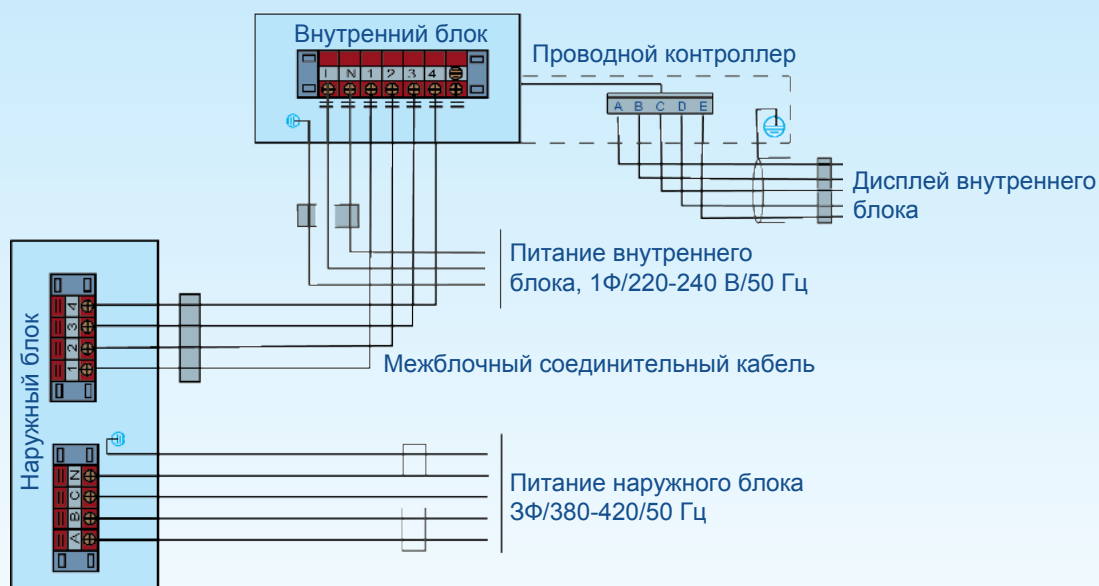 Внутренний блок
Проводной контроллер
L N 1 2 3 4
A B C D E
Дисплей внутреннего
блока
Питание внутреннего
блока, 1Ф/220-240 В/50 Гц
Наружный блок
4
3
2
1
Межблочный соединительный кабель
N
C
B
A
Питание наружного блока
3Ф/380-420/50 Гц